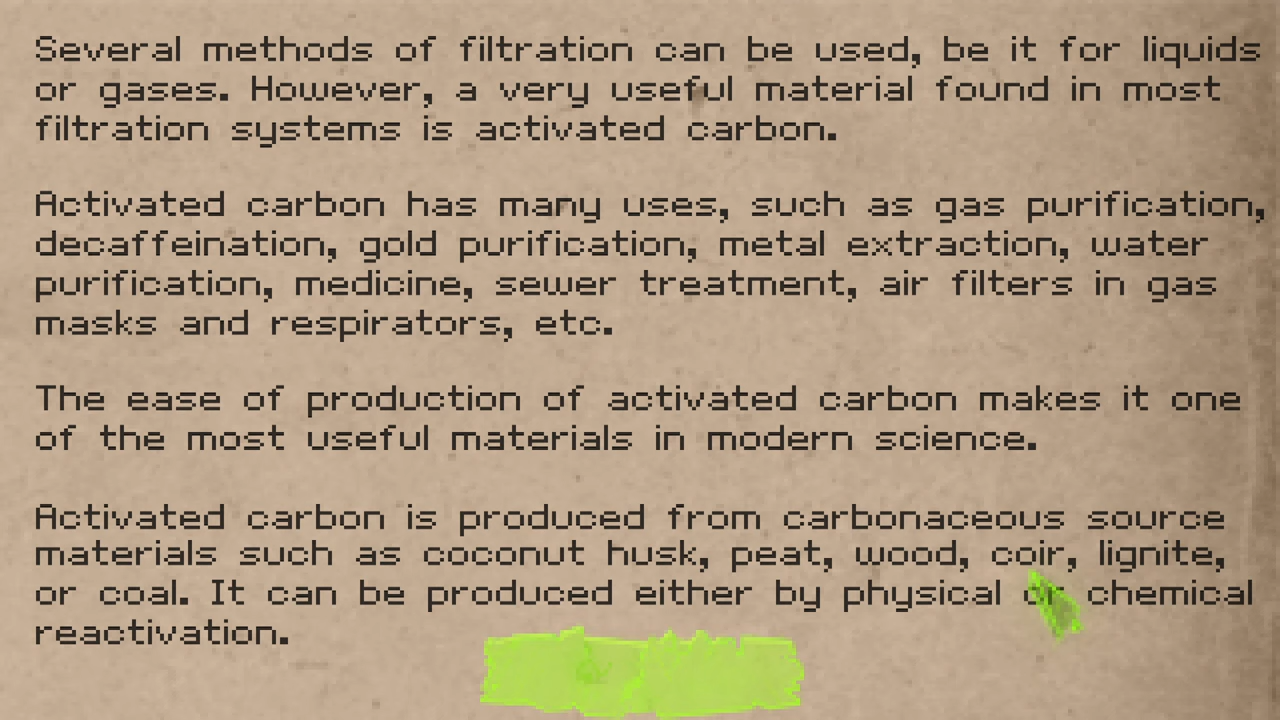 Several methods of filtration can be used, be it for liquids
or gases. However, a very useful material found in most
filtration systems is activated carbon.
Activated carbon has many uses, such as gas purification,
decaffeination, gold purification, metal extraction, water
purification, medicine, sewer treatment, air filters in gas
masks and respirators, etc.
The ease of production of activated carbon makes it one
of the most useful materials in modern science.
Activated carbon is produced from carbonaceous source
materials such as coconut husk, peat, wood, coir, lignite,
or coal. It can be produced either by physical or chemical
reactivation.